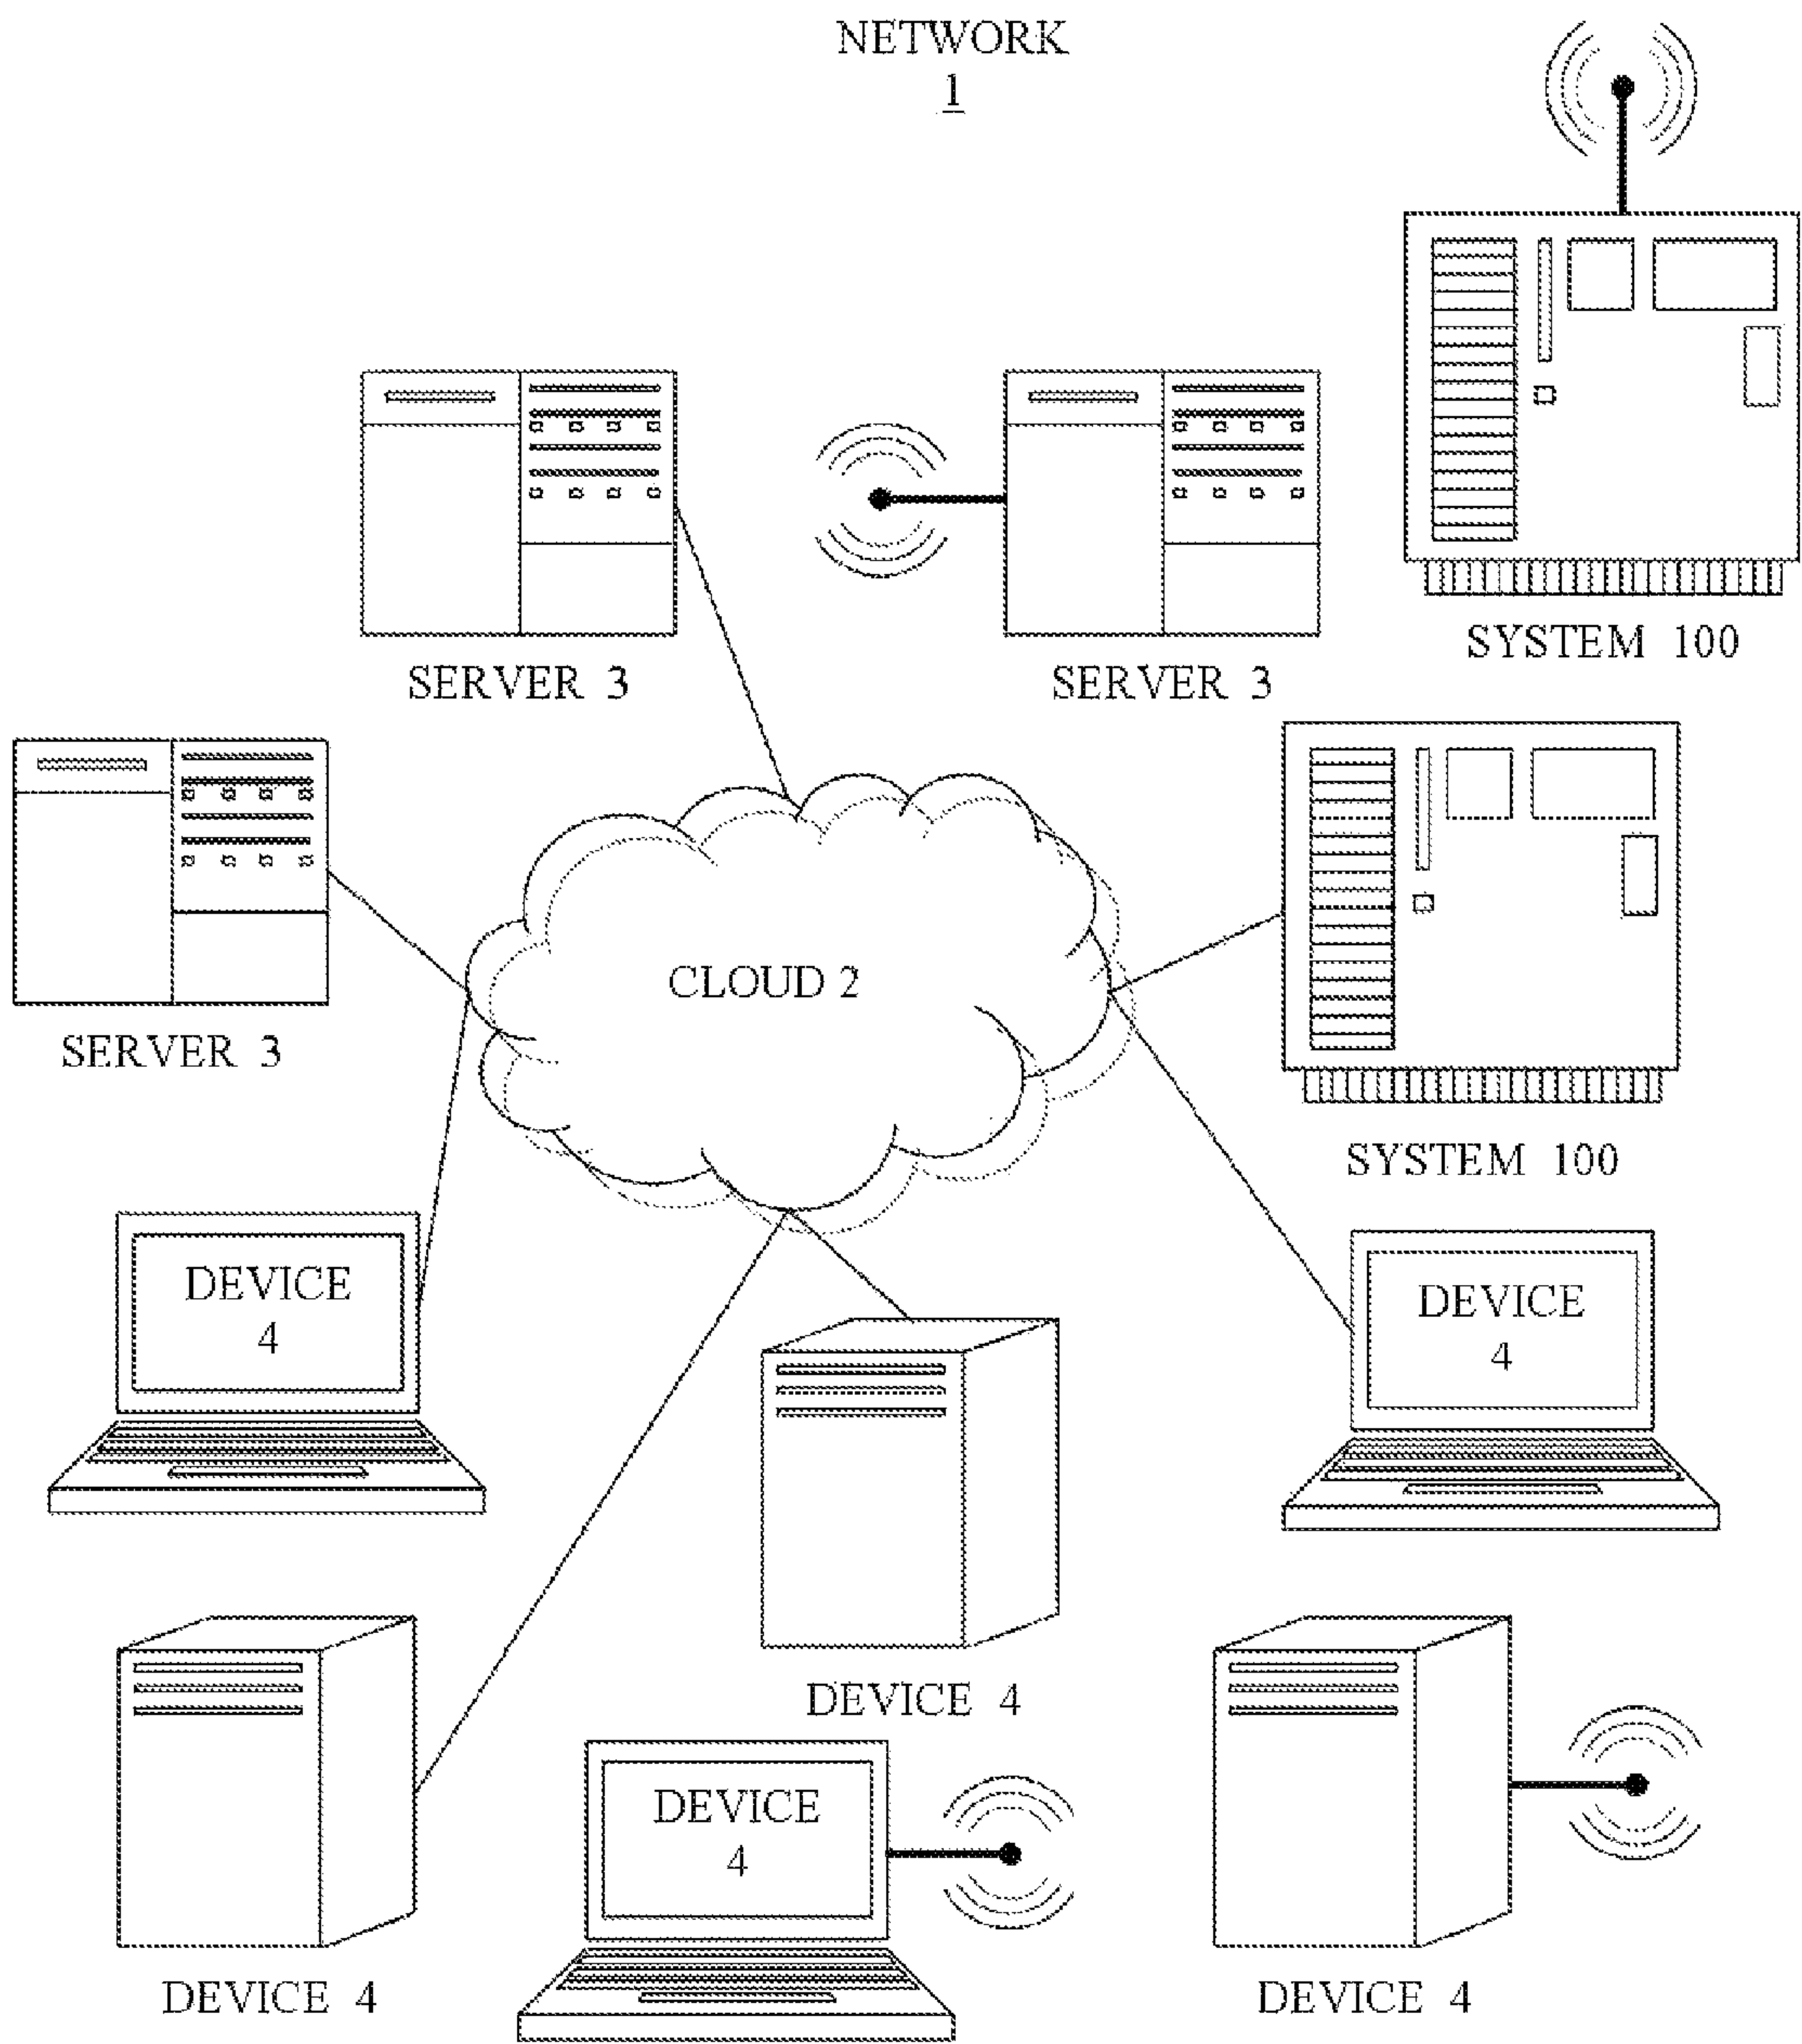 NETWORK
1
SYSTEM 100
SERVER 3
SERVER 3
CLOUD 2
SERVER 3
SYSTEM 100
DEVICE
4
DEVICE
4
DEVICE 4
DEVICE
4
DEVICE 4
DEVICE 4